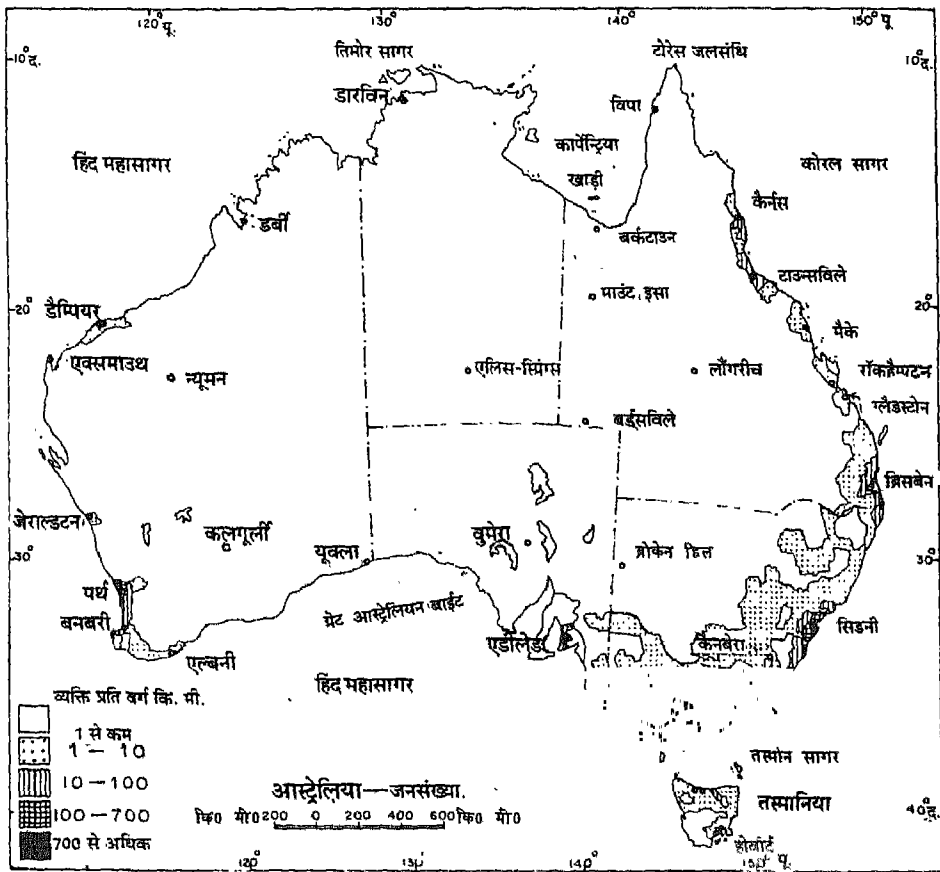 120° पू.
130°
140°
150° पू.
10°द.
तिमोर सागर
टोरेस जलसंधि
10°द.
डारविन
विपा
हिंद महासागर
कार्पेन्ट्रिया
खाड़ी
कोरल सागर
कैर्नस
डर्बी
बर्कटाउन
टाउन्सविले
20°
डैम्पियर
माउंट इसा
20°
मैके
एक्समाउथ
न्यूमन
एलिस-स्प्रिंग्स
लौंगरीच
रॉकहैम्पटन
ग्लैडस्टोन
बर्ड्सविले
ब्रिसबेन
जेराल्डटन
कलगूर्ली
वुमेरा
30°
यूक्ला
ब्रोकेन हिल
30°
पर्थ
बनबरी
ग्रेट आस्ट्रेलियन बाईट
सिडनी
एडीलेड
कैनबेरा
एल्बनी
हिंद महासागर
व्यक्ति प्रति वर्ग कि. मी.
1 से कम
1 – 10
10 – 100
100 – 700
700 से अधिक
तस्मान सागर
आस्ट्रेलिया—जनसंख्या.
तस्मानिया
कि0 मी0 200 0 200 400 600 कि0 मी0
40°द.
होबार्ट
120°
130°
140°
150° पू.